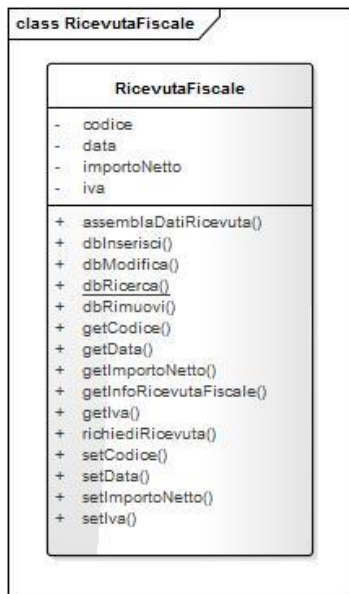 class RicevutaFiscale
RicevutaFiscale
- codice
- data
- importoNetto
- iva
+ assemblaDatiRicevuta()
+ dbInserisci()
+ dbModifica()
+ dbRicerca()
+ dbRimuovi()
+ getCodice()
+ getData()
+ getImportoNetto()
+ getInfoRicevutaFiscale()
+ getIva()
+ richiediRicevuta()
+ setCodice()
+ setData()
+ setImportoNetto()
+ setIva()